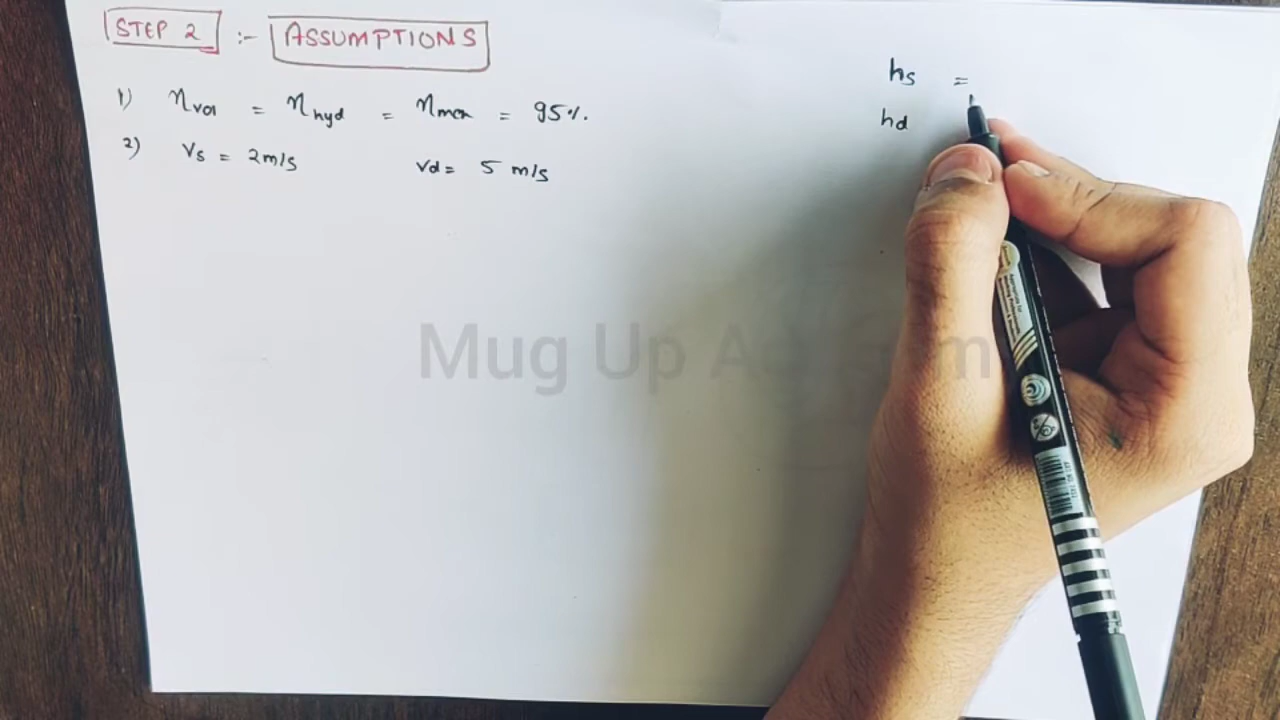 STEP 2 :- ASSUMPTIONS
1) ηvol = ηhyd = ηmech = 95%.
2) Vs = 2m/s Vd = 5 m/s
hs =
hd
Mug Up